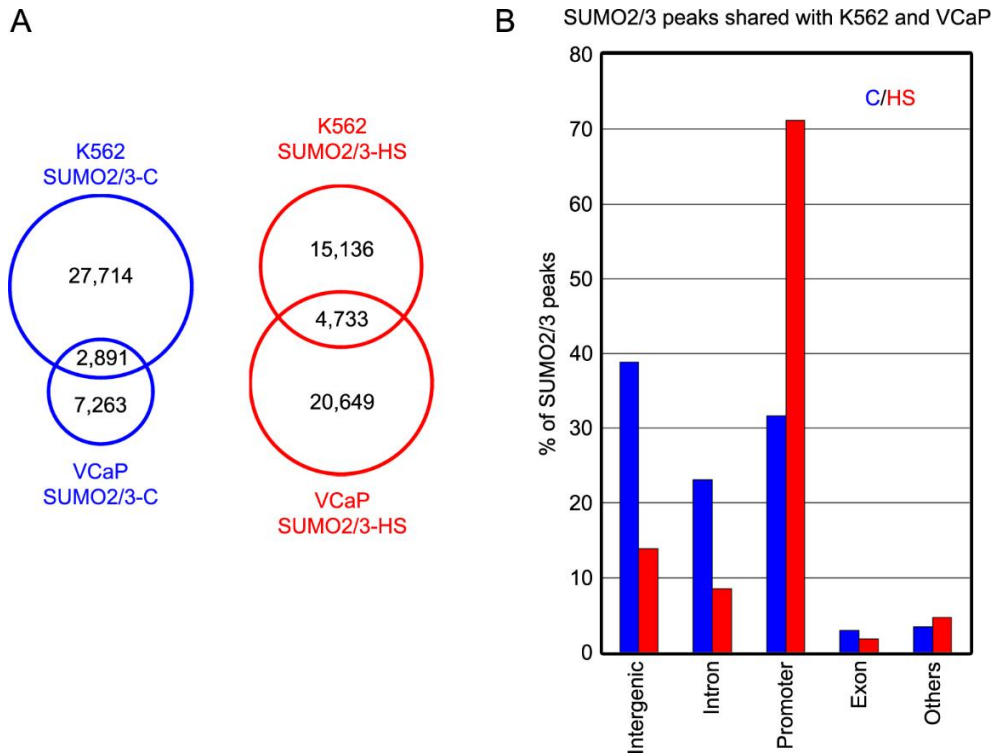 A
K562
SUMO2/3-C
27,714
2,891
7,263
VCaP
SUMO2/3-C
K562
SUMO2/3-HS
15,136
4,733
20,649
VCaP
SUMO2/3-HS
B
SUMO2/3 peaks shared with K562 and VCaP
C/HS
% of SUMO2/3 peaks
80
70
60
50
40
30
20
10
0
Intergenic
Intron
Promoter
Exon
Others